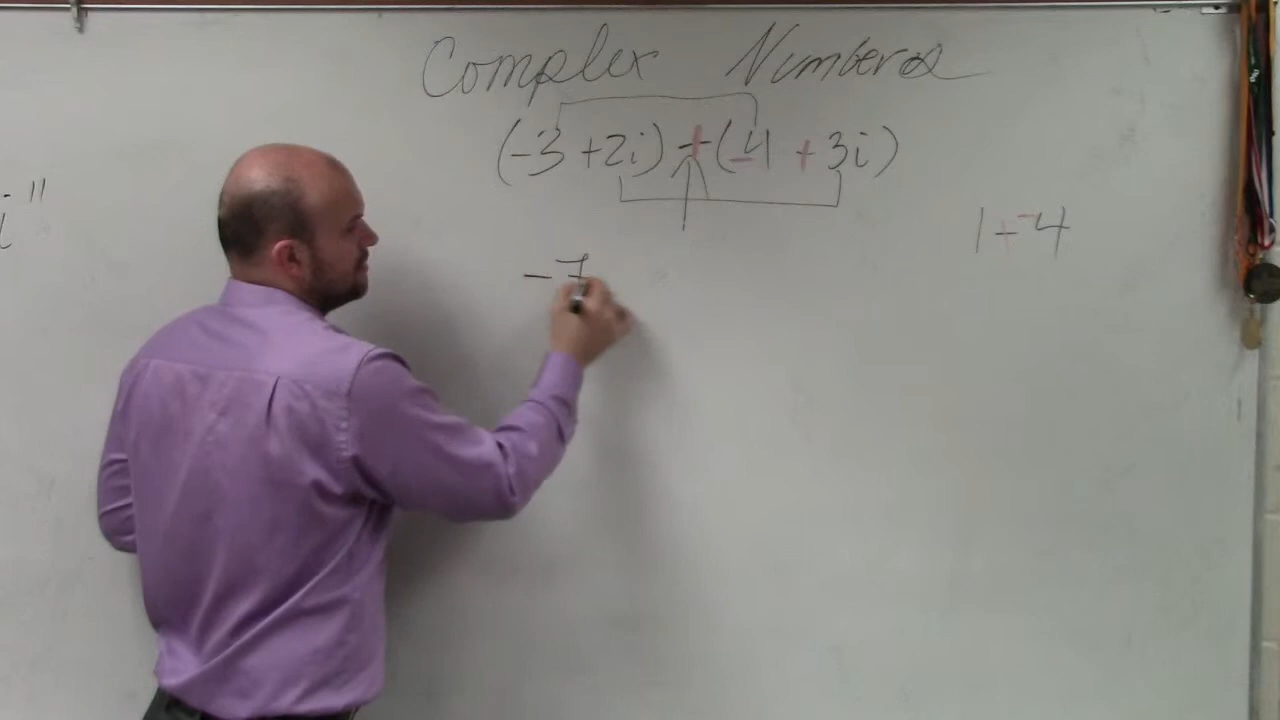 Complex Numbers
(-3 + 2i) + (-4 + 3i)
i"
1 + -4
-7